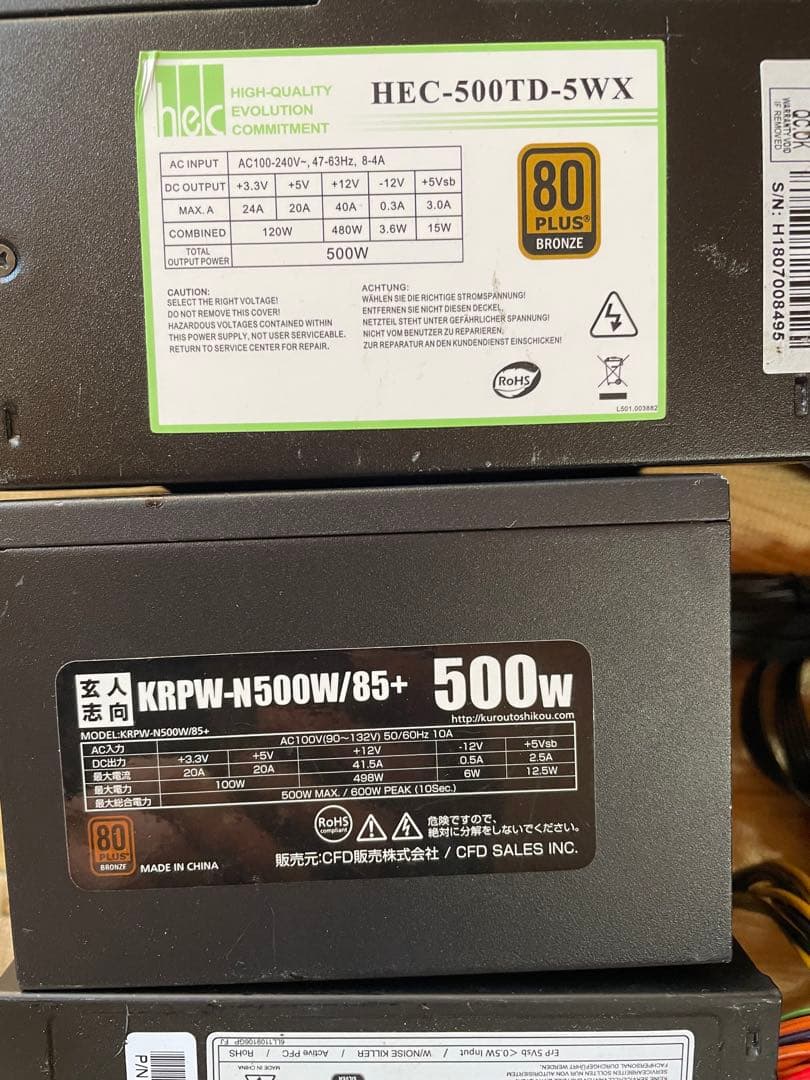 hec
HIGH-QUALITY
EVOLUTION
COMMITMENT
HEC-500TD-5WX
AC INPUT AC100-240V~, 47-63Hz, 8-4A
DC OUTPUT +3.3V +5V +12V -12V +5Vsb
MAX. A 24A 20A 40A 0.3A 3.0A
COMBINED 120W 480W 3.6W 15W
TOTAL
OUTPUT POWER 500W
80
PLUS®
BRONZE
CAUTION:
SELECT THE RIGHT VOLTAGE!
DO NOT REMOVE THIS COVER!
HAZARDOUS VOLTAGES CONTAINED WITHIN
THIS POWER SUPPLY, NOT USER SERVICEABLE.
RETURN TO SERVICE CENTER FOR REPAIR.
ACHTUNG:
WÄHLEN SIE DIE RICHTIGE STROMSPANNUNG!
ENTFERNEN SIE NICHT DIESEN DECKEL,
NETZTEIL STEHT UNTER GEFÄHRLICHER SPANNUNG!
NICHT VOM BENUTZER ZU REPARIEREN,
ZUR REPARATUR AN DEN KUNDENDIENST EINSCHICKEN!
RoHS
L501.003882
QC.OK
WARRANTY VOID
IF REMOVED
S/N: H1807008495
玄人
志向
KRPW-N500W/85+ 500W
http://kuroutoshikou.com
MODEL:KRPW-N500W/85+
AC入力 AC100V(90～132V) 50/60Hz 10A
DC出力 +3.3V +5V +12V -12V +5Vsb
最大電流 20A 20A 41.5A 0.5A 2.5A
最大電力 100W 498W 6W 12.5W
最大総合電力 500W MAX. / 600W PEAK (10Sec.)
80
PLUS
BRONZE
MADE IN CHINA
RoHS
compliant
危険ですので、
絶対に分解をしないでください。
販売元:CFD販売株式会社 / CFD SALES INC.
P/N
6LL1109106GP
ErP 5Vsb < 0.5W Input / W/NOISE KILLER / Active PFC / RoHS